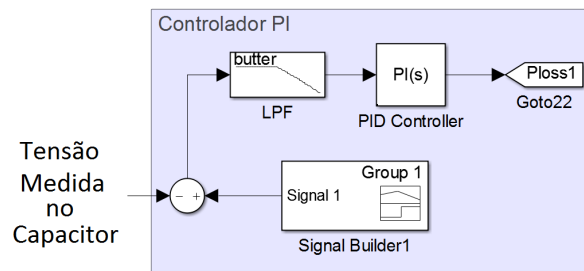 Controlador PI
butter
LPF
PI(s)
PID Controller
Ploss1
Goto22
Tensão
Medida
no
Capacitor
− +
Signal 1
Group 1
Signal Builder1